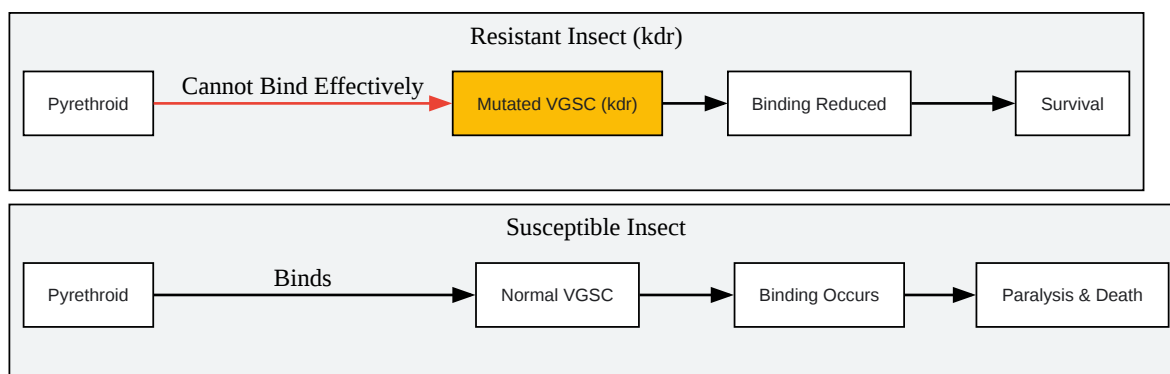 Resistant Insect (kdr)
Pyrethroid
Cannot Bind Effectively
Mutated VGSC (kdr)
Binding Reduced
Survival
Susceptible Insect
Pyrethroid
Binds
Normal VGSC
Binding Occurs
Paralysis & Death